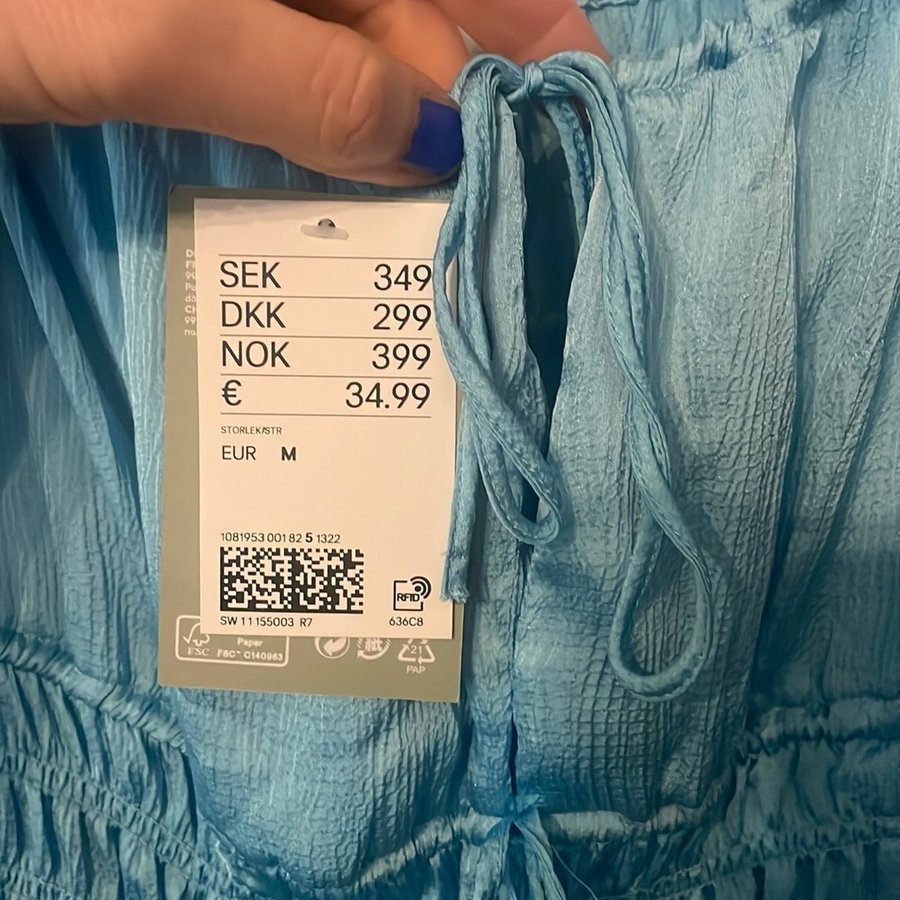 SEK 349
DKK 299
NOK 399
€ 34.99
STORLEK/STR
EUR M
1081953 001 82 5 1322
RFID
SW 11 155003 R7 636C8
FSC Paper
FSC™ C140963
21
PAP